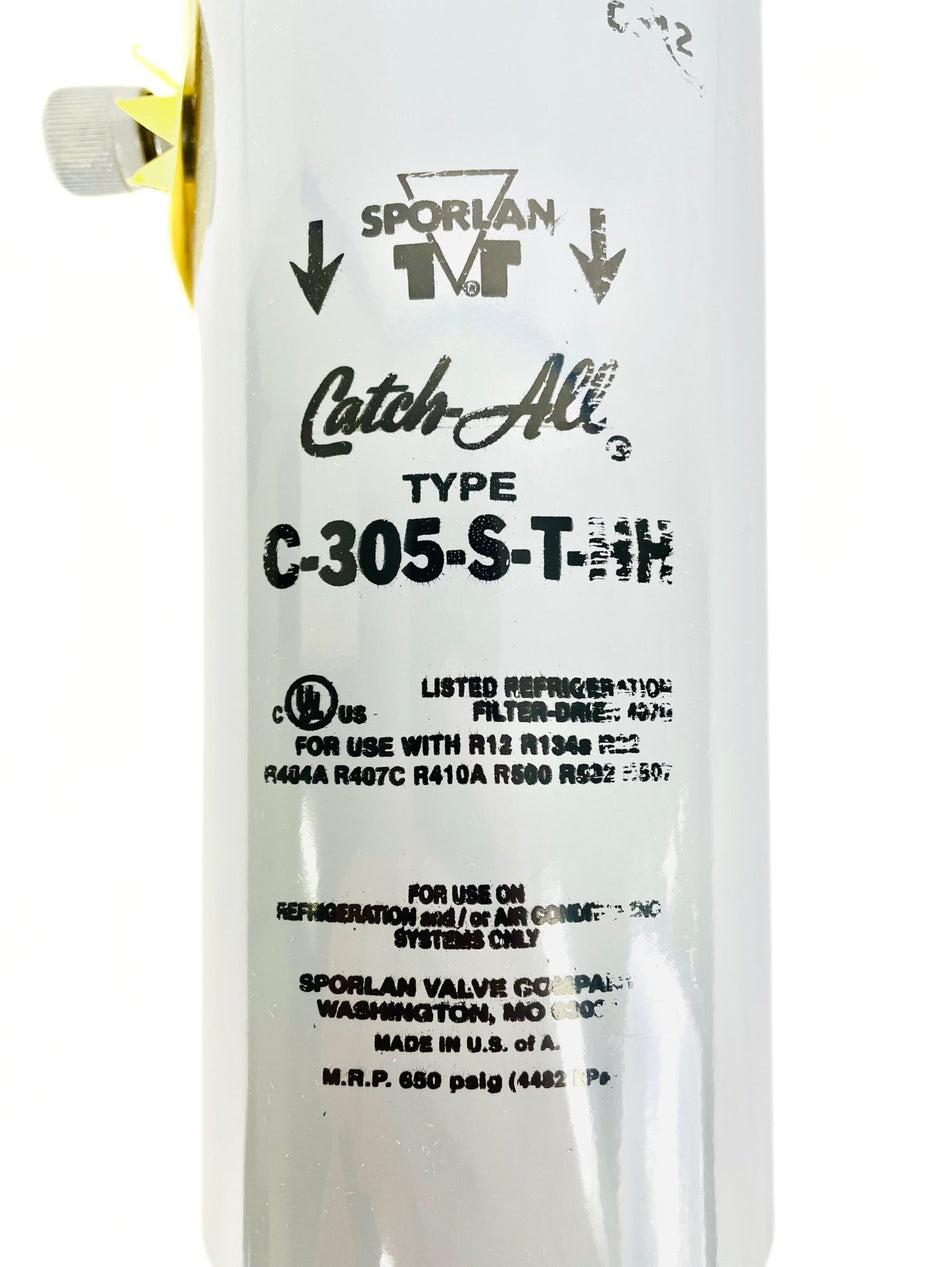 SPORLAN
Catch-All
TYPE
C-305-S-T-HH
C UL US
LISTED REFRIGERATION
FILTER-DRIER
FOR USE WITH R12 R134a R22
R404A R407C R410A R500 R502 R507
FOR USE ON
REFRIGERATION and/or AIR CONDITIONING
SYSTEMS ONLY
SPORLAN VALVE COMPANY
WASHINGTON, MO
MADE IN U.S. of A.
M.R.P. 650 psig (4482 kPa